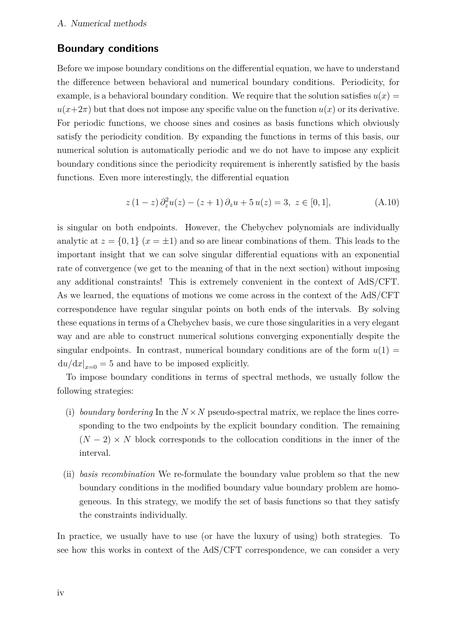 A. Numerical methods
Boundary conditions
Before we impose boundary conditions on the differential equation, we have to understand
the difference between behavioral and numerical boundary conditions. Periodicity, for
example, is a behavioral boundary condition. We require that the solution satisfies u(x) =
u(x+2π) but that does not impose any specific value on the function u(x) or its derivative.
For periodic functions, we choose sines and cosines as basis functions which obviously
satisfy the periodicity condition. By expanding the functions in terms of this basis, our
numerical solution is automatically periodic and we do not have to impose any explicit
boundary conditions since the periodicity requirement is inherently satisfied by the basis
functions. Even more interestingly, the differential equation
z (1 − z) ∂²_z u(z) − (z + 1) ∂_z u + 5 u(z) = 3, z ∈ [0, 1], (A.10)
is singular on both endpoints. However, the Chebychev polynomials are individually
analytic at z = {0, 1} (x = ±1) and so are linear combinations of them. This leads to the
important insight that we can solve singular differential equations with an exponential
rate of convergence (we get to the meaning of that in the next section) without imposing
any additional constraints! This is extremely convenient in the context of AdS/CFT.
As we learned, the equations of motions we come across in the context of the AdS/CFT
correspondence have regular singular points on both ends of the intervals. By solving
these equations in terms of a Chebychev basis, we cure those singularities in a very elegant
way and are able to construct numerical solutions converging exponentially despite the
singular endpoints. In contrast, numerical boundary conditions are of the form u(1) =
du/dx|_{x=0} = 5 and have to be imposed explicitly.
To impose boundary conditions in terms of spectral methods, we usually follow the
following strategies:
(i) boundary bordering In the N × N pseudo-spectral matrix, we replace the lines corre-
sponding to the two endpoints by the explicit boundary condition. The remaining
(N − 2) × N block corresponds to the collocation conditions in the inner of the
interval.
(ii) basis recombination We re-formulate the boundary value problem so that the new
boundary conditions in the modified boundary value boundary problem are homo-
geneous. In this strategy, we modify the set of basis functions so that they satisfy
the constraints individually.
In practice, we usually have to use (or have the luxury of using) both strategies. To
see how this works in context of the AdS/CFT correspondence, we can consider a very
iv